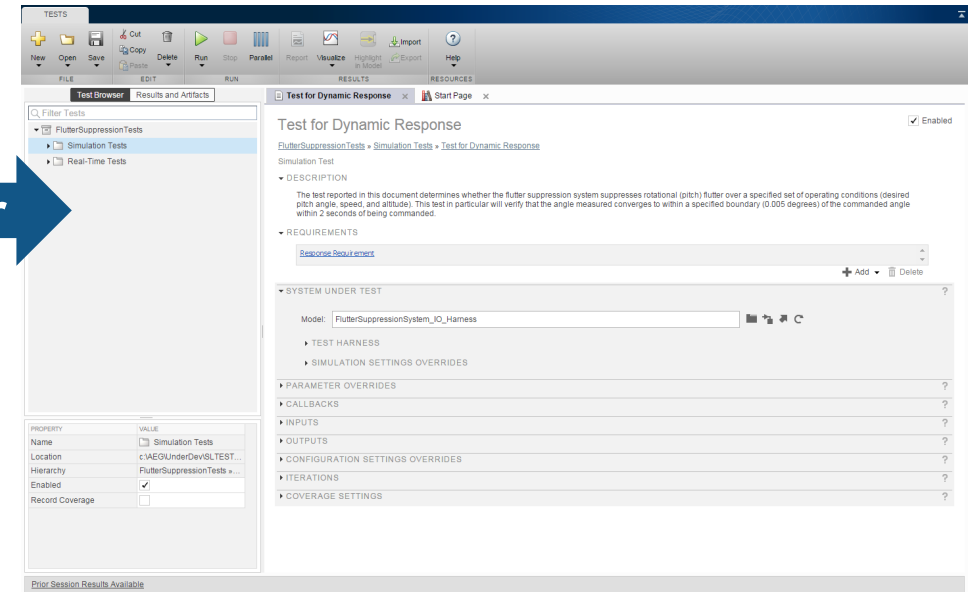 TESTS
New Open Save Cut Copy Paste Delete Run Stop Parallel Report Visualize Highlight in Model Import Export Help
FILE EDIT RUN RESULTS RESOURCES
Test Browser Results and Artifacts
Filter Tests
FlutterSuppressionTests
Simulation Tests
Real-Time Tests
PROPERTY VALUE
Name Simulation Tests
Location c:\AEG\UnderDev\SLTEST...
Hierarchy FlutterSuppressionTests »...
Enabled
Record Coverage
Test for Dynamic Response × Start Page ×
Test for Dynamic Response
Enabled
FlutterSuppressionTests » Simulation Tests » Test for Dynamic Response
Simulation Test
DESCRIPTION
The test reported in this document determines whether the flutter suppression system suppresses rotational (pitch) flutter over a specified set of operating conditions (desired
pitch angle, speed, and altitude). This test in particular will verify that the angle measured converges to within a specified boundary (0.005 degrees) of the commanded angle
within 2 seconds of being commanded.
REQUIREMENTS
Response Requirement
Add Delete
SYSTEM UNDER TEST ?
Model: FlutterSuppressionSystem_IO_Harness
TEST HARNESS
SIMULATION SETTINGS OVERRIDES
PARAMETER OVERRIDES ?
CALLBACKS ?
INPUTS ?
OUTPUTS ?
CONFIGURATION SETTINGS OVERRIDES ?
ITERATIONS ?
COVERAGE SETTINGS ?
Prior Session Results Available